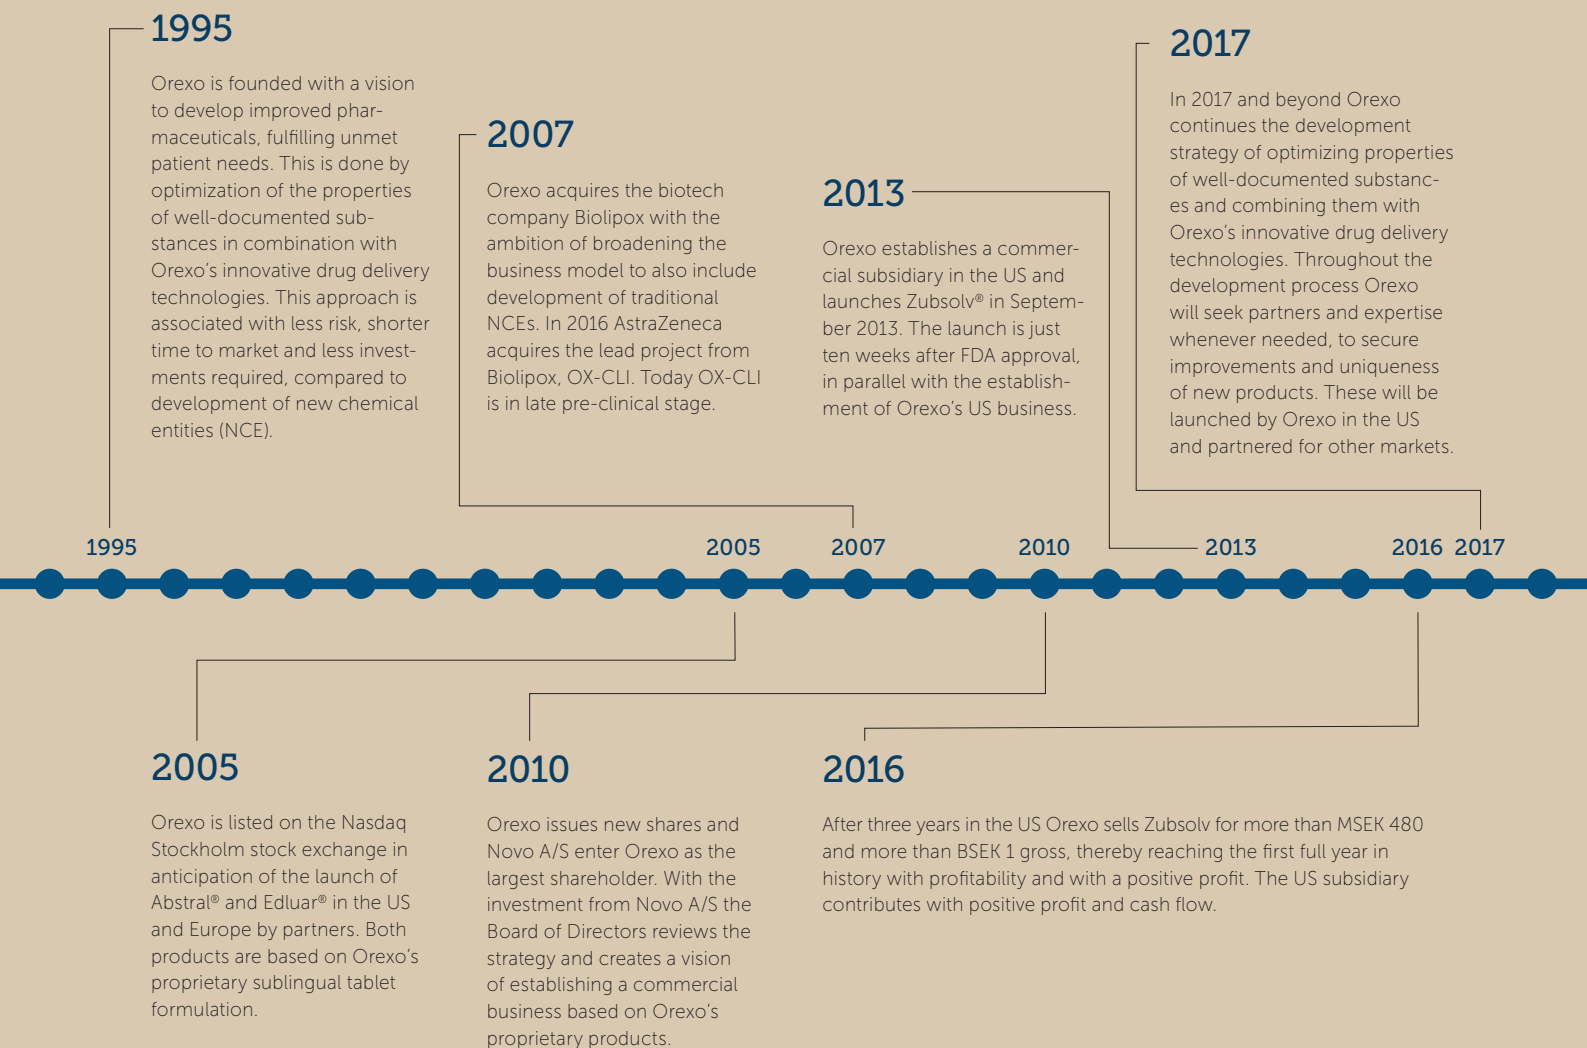 1995
Orexo is founded with a vision
to develop improved phar-
maceuticals, fulfilling unmet
patient needs. This is done by
optimization of the properties
of well-documented sub-
stances in combination with
Orexo’s innovative drug delivery
technologies. This approach is
associated with less risk, shorter
time to market and less invest-
ments required, compared to
development of new chemical
entities (NCE).
2007
Orexo acquires the biotech
company Biolipox with the
ambition of broadening the
business model to also include
development of traditional
NCEs. In 2016 AstraZeneca
acquires the lead project from
Biolipox, OX-CLI. Today OX-CLI
is in late pre-clinical stage.
2013
Orexo establishes a commer-
cial subsidiary in the US and
launches Zubsolv® in Septem-
ber 2013. The launch is just
ten weeks after FDA approval,
in parallel with the establish-
ment of Orexo’s US business.
2017
In 2017 and beyond Orexo
continues the development
strategy of optimizing properties
of well-documented substanc-
es and combining them with
Orexo’s innovative drug delivery
technologies. Throughout the
development process Orexo
will seek partners and expertise
whenever needed, to secure
improvements and uniqueness
of new products. These will be
launched by Orexo in the US
and partnered for other markets.
1995 2005 2007 2010 2013 2016 2017
2005
Orexo is listed on the Nasdaq
Stockholm stock exchange in
anticipation of the launch of
Abstral® and Edluar® in the US
and Europe by partners. Both
products are based on Orexo’s
proprietary sublingual tablet
formulation.
2010
Orexo issues new shares and
Novo A/S enter Orexo as the
largest shareholder. With the
investment from Novo A/S the
Board of Directors reviews the
strategy and creates a vision
of establishing a commercial
business based on Orexo’s
proprietary products.
2016
After three years in the US Orexo sells Zubsolv for more than MSEK 480
and more than BSEK 1 gross, thereby reaching the first full year in
history with profitability and with a positive profit. The US subsidiary
contributes with positive profit and cash flow.